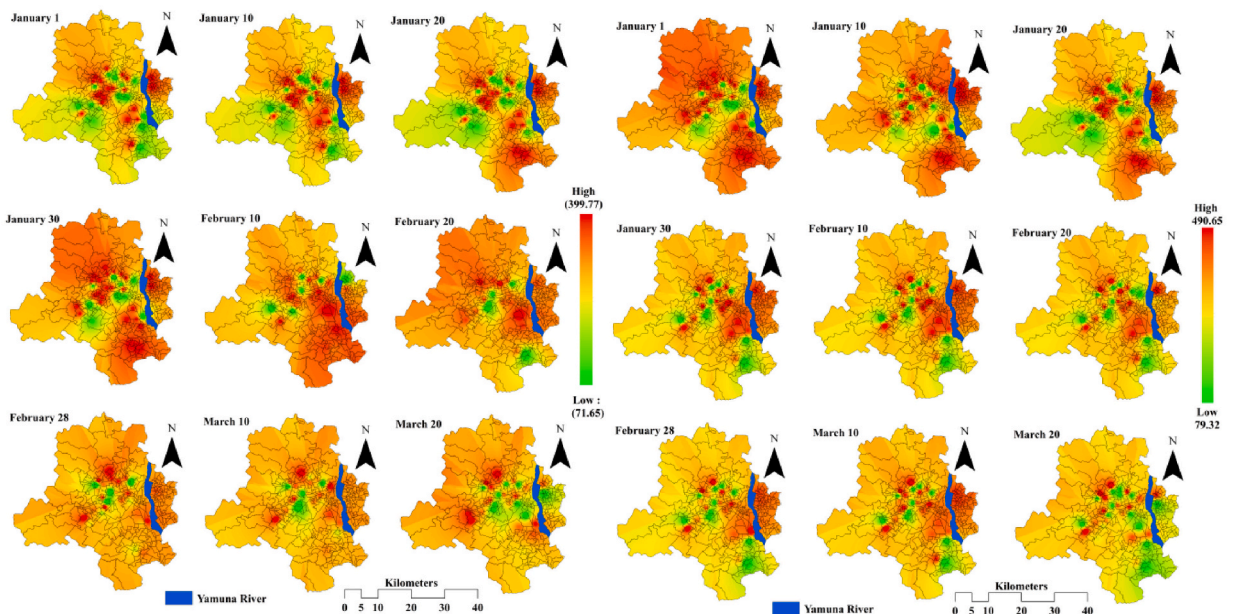 January 1
N
January 10
N
January 20
N
January 1
N
January 10
N
January 20
N
January 30
N
February 10
N
February 20
N
High
(399.77)
Low :
(71.65)
January 30
N
February 10
N
February 20
N
High
490.65
Low
79.32
February 28
N
March 10
N
March 20
N
February 28
N
March 10
N
March 20
N
Yamuna River
Kilometers
0 5 10 20 30 40
Yamuna River
Kilometers
0 5 10 20 30 40